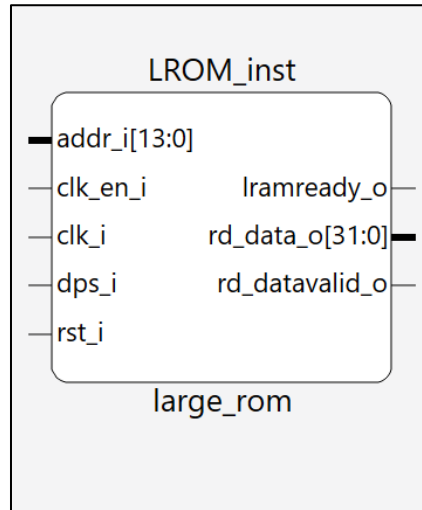 LROM_inst
addr_i[13:0]
clk_en_i lramready_o
clk_i rd_data_o[31:0]
dps_i rd_datavalid_o
rst_i
large_rom